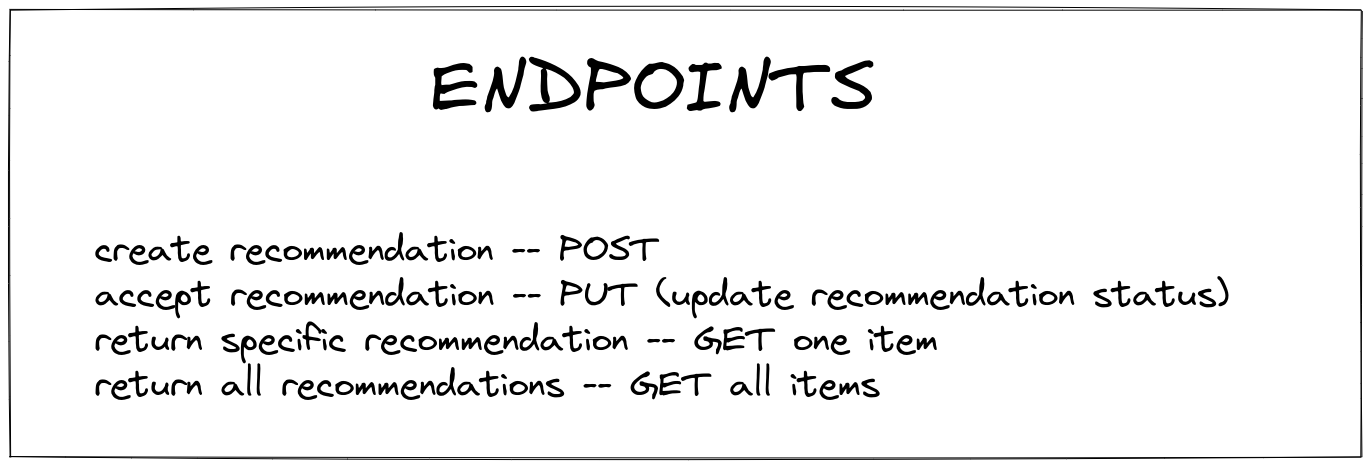 ENDPOINTS
create recommendation -- POST
accept recommendation -- PUT (update recommendation status)
return specific recommendation -- GET one item
return all recommendations -- GET all items